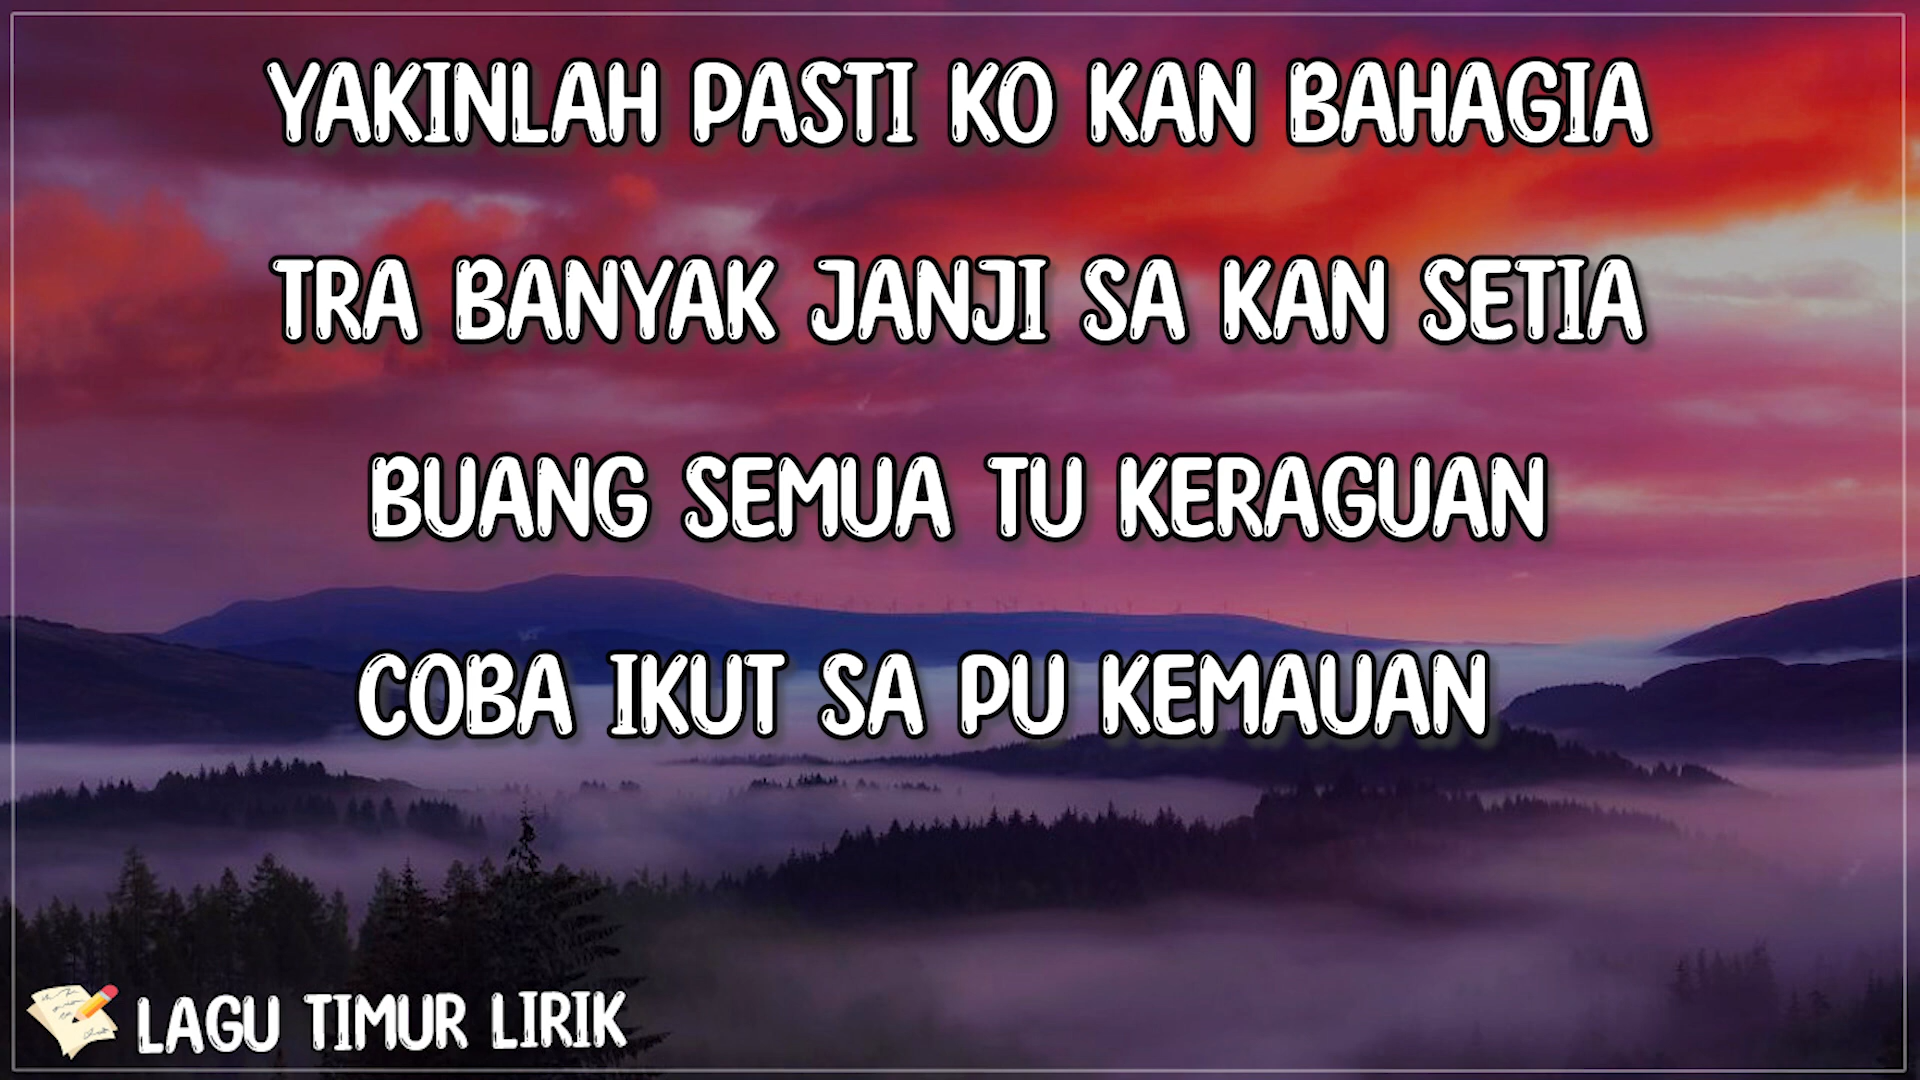 YAKINLAH PASTI KO KAN BAHAGIA
TRA BANYAK JANJI SA KAN SETIA
BUANG SEMUA TU KERAGUAN
COBA IKUT SA PU KEMAUAN
LAGU TIMUR LIRIK